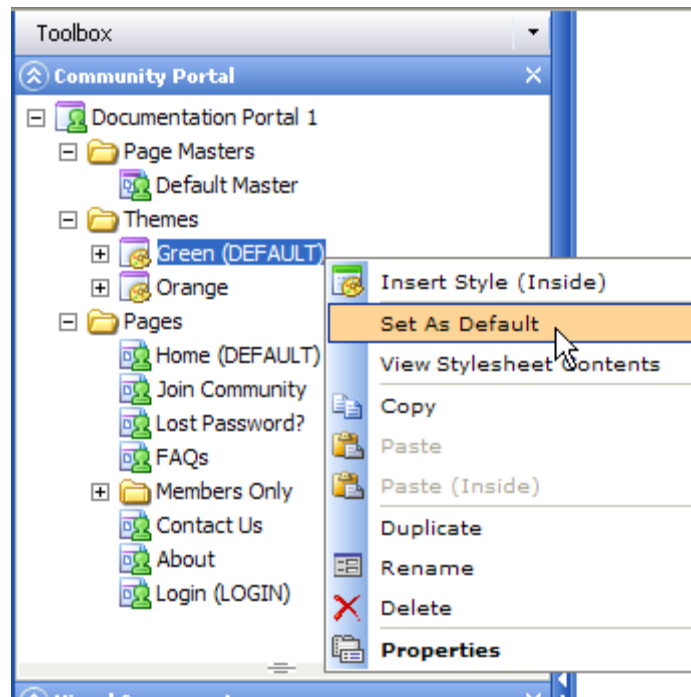 Toolbox
Community Portal
Documentation Portal 1
Page Masters
Default Master
Themes
Green (DEFAULT)
Orange
Pages
Home (DEFAULT)
Join Community
Lost Password?
FAQs
Members Only
Contact Us
About
Login (LOGIN)
Insert Style (Inside)
Set As Default
View Stylesheet Contents
Copy
Paste
Paste (Inside)
Duplicate
Rename
Delete
Properties